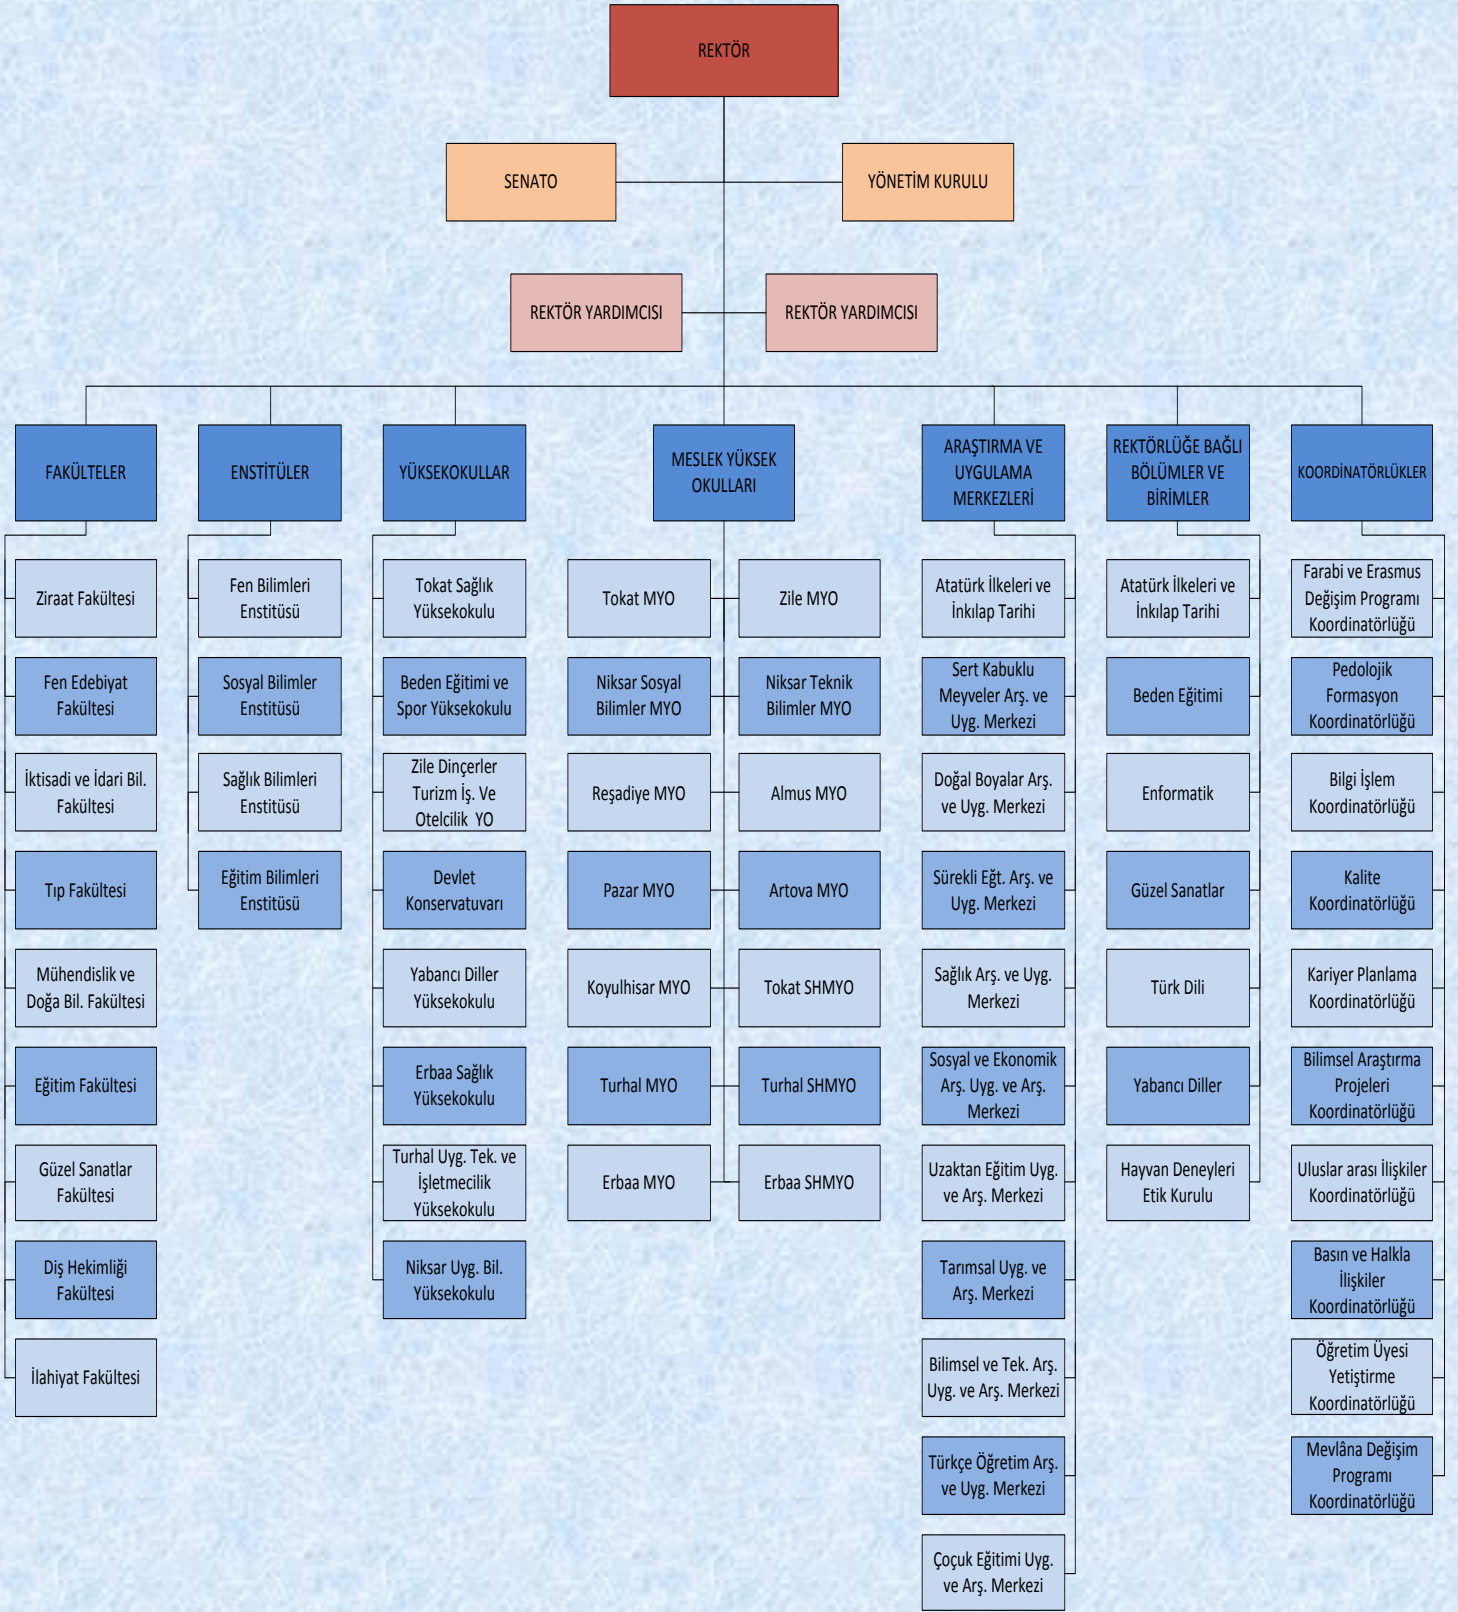 REKTÖR
SENATO
YÖNETİM KURULU
REKTÖR YARDIMCISI
REKTÖR YARDIMCISI
FAKÜLTELER
ENSTİTÜLER
YÜKSEKOKULLAR
MESLEK YÜKSEK
OKULLARI
ARAŞTIRMA VE
UYGULAMA
MERKEZLERİ
REKTÖRLÜĞE BAĞLI
BÖLÜMLER VE
BİRİMLER
KOORDİNATÖRLÜKLER
Ziraat Fakültesi
Fen Edebiyat
Fakültesi
İktisadi ve İdari Bil.
Fakültesi
Tıp Fakültesi
Mühendislik ve
Doğa Bil. Fakültesi
Eğitim Fakültesi
Güzel Sanatlar
Fakültesi
Diş Hekimliği
Fakültesi
İlahiyat Fakültesi
Fen Bilimleri
Enstitüsü
Sosyal Bilimler
Enstitüsü
Sağlık Bilimleri
Enstitüsü
Eğitim Bilimleri
Enstitüsü
Tokat Sağlık
Yüksekokulu
Beden Eğitimi ve
Spor Yüksekokulu
Zile Dinçerler
Turizm İş. Ve
Otelcilik YO
Devlet
Konservatuvarı
Yabancı Diller
Yüksekokulu
Erbaa Sağlık
Yüksekokulu
Turhal Uyg. Tek. ve
İşletmecilik
Yüksekokulu
Niksar Uyg. Bil.
Yüksekokulu
Tokat MYO
Zile MYO
Niksar Sosyal
Bilimler MYO
Niksar Teknik
Bilimler MYO
Reşadiye MYO
Almus MYO
Pazar MYO
Artova MYO
Koyulhisar MYO
Tokat SHMYO
Turhal MYO
Turhal SHMYO
Erbaa MYO
Erbaa SHMYO
Atatürk İlkeleri ve
İnkılap Tarihi
Sert Kabuklu
Meyveler Arş. ve
Uyg. Merkezi
Doğal Boyalar Arş.
ve Uyg. Merkezi
Sürekli Eğt. Arş. ve
Uyg. Merkezi
Sağlık Arş. ve Uyg.
Merkezi
Sosyal ve Ekonomik
Arş. Uyg. ve Arş.
Merkezi
Uzaktan Eğitim Uyg.
ve Arş. Merkezi
Tarımsal Uyg. ve
Arş. Merkezi
Bilimsel ve Tek. Arş.
Uyg. ve Arş. Merkezi
Türkçe Öğretim Arş.
ve Uyg. Merkezi
Çoçuk Eğitimi Uyg.
ve Arş. Merkezi
Atatürk İlkeleri ve
İnkılap Tarihi
Beden Eğitimi
Enformatik
Güzel Sanatlar
Türk Dili
Yabancı Diller
Hayvan Deneyleri
Etik Kurulu
Farabi ve Erasmus
Değişim Programı
Koordinatörlüğü
Pedolojik
Formasyon
Koordinatörlüğü
Bilgi İşlem
Koordinatörlüğü
Kalite
Koordinatörlüğü
Kariyer Planlama
Koordinatörlüğü
Bilimsel Araştırma
Projeleri
Koordinatörlüğü
Uluslar arası İlişkiler
Koordinatörlüğü
Basın ve Halkla
İlişkiler
Koordinatörlüğü
Öğretim Üyesi
Yetiştirme
Koordinatörlüğü
Mevlâna Değişim
Programı
Koordinatörlüğü